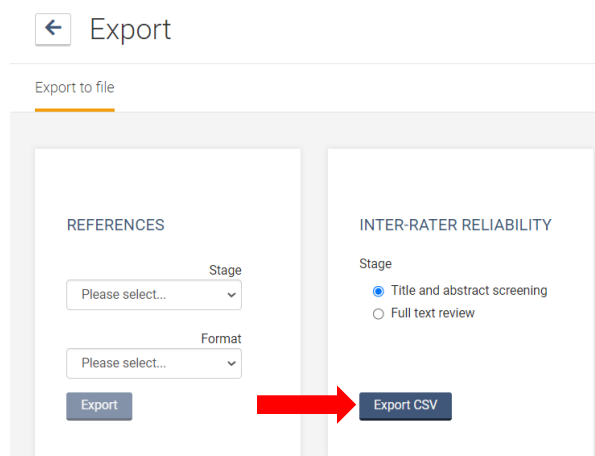 Export
Export to file
REFERENCES
Stage
Please select...
Format
Please select...
Export
INTER-RATER RELIABILITY
Stage
Title and abstract screening
Full text review
Export CSV